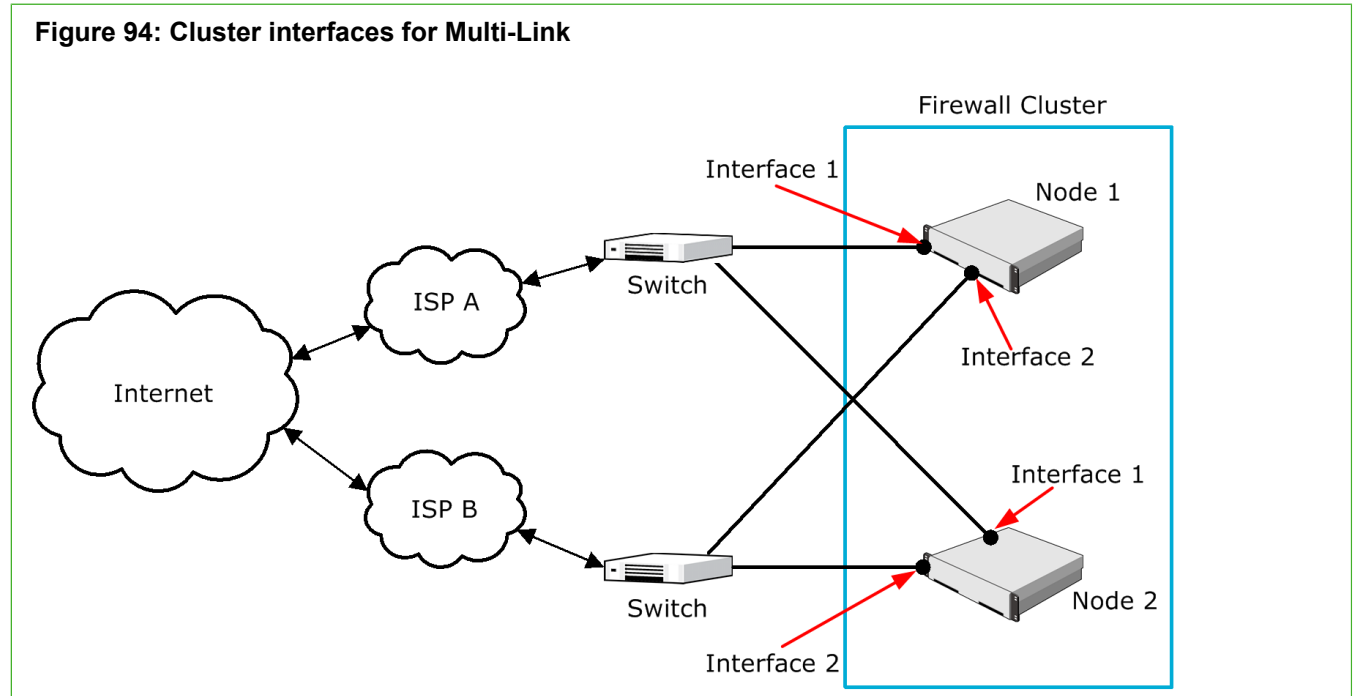 Figure 94: Cluster interfaces for Multi-Link
Firewall Cluster
Interface 1
Node 1
ISP A
Switch
Interface 2
Internet
Interface 1
ISP B
Switch
Node 2
Interface 2